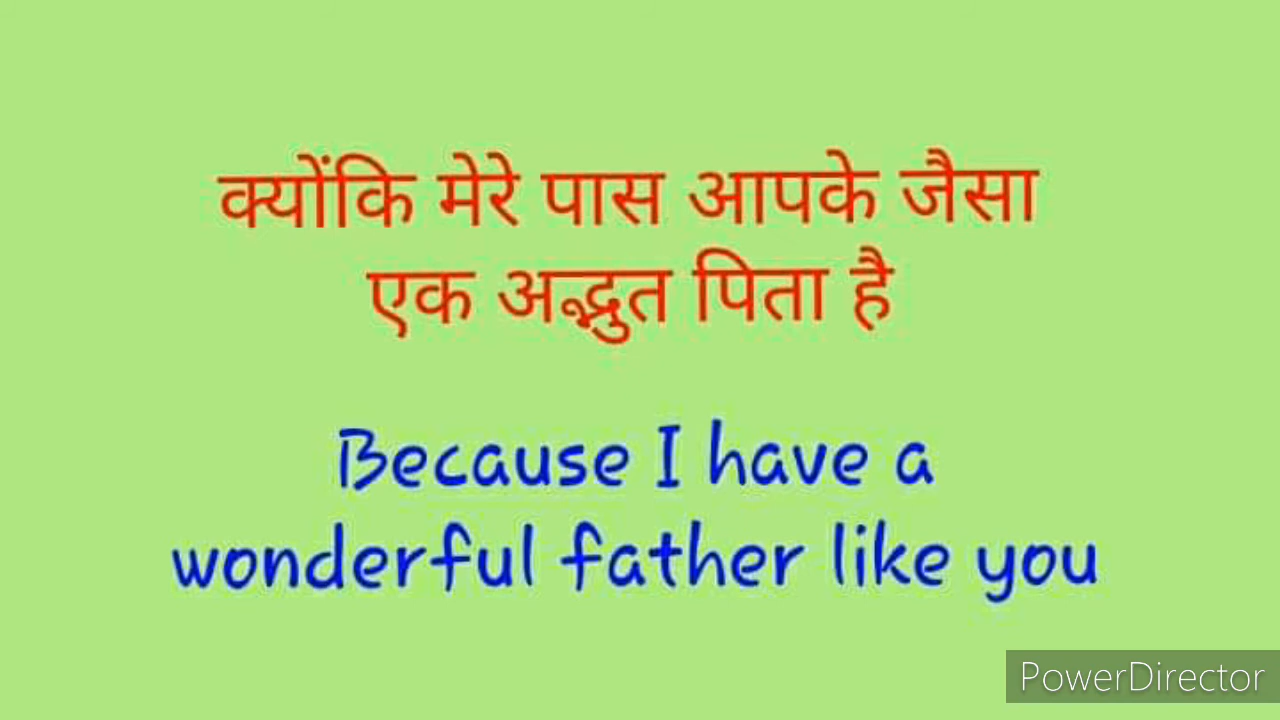 क्योंकि मेरे पास आपके जैसा
एक अद्भुत पिता है
Because I have a
wonderful father like you
PowerDirector